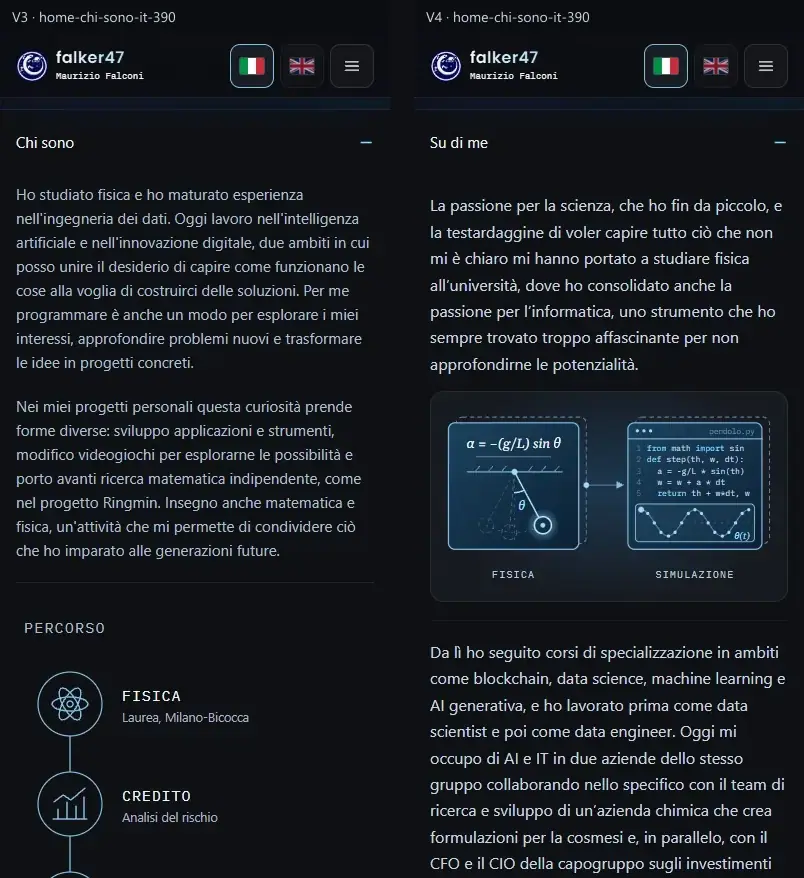 V3 · home-chi-sono-it-390
falker47
Maurizio Falconi
Chi sono
Ho studiato fisica e ho maturato esperienza
nell'ingegneria dei dati. Oggi lavoro nell'intelligenza
artificiale e nell'innovazione digitale, due ambiti in cui
posso unire il desiderio di capire come funzionano le
cose alla voglia di costruirci delle soluzioni. Per me
programmare è anche un modo per esplorare i miei
interessi, approfondire problemi nuovi e trasformare
le idee in progetti concreti.
Nei miei progetti personali questa curiosità prende
forme diverse: sviluppo applicazioni e strumenti,
modifico videogiochi per esplorarne le possibilità e
porto avanti ricerca matematica indipendente, come
nel progetto Ringmin. Insegno anche matematica e
fisica, un'attività che mi permette di condividere ciò
che ho imparato alle generazioni future.
PERCORSO
FISICA
Laurea, Milano-Bicocca
CREDITO
Analisi del rischio
V4 · home-chi-sono-it-390
falker47
Maurizio Falconi
Su di me
La passione per la scienza, che ho fin da piccolo, e
la testardaggine di voler capire tutto ciò che non
mi è chiaro mi hanno portato a studiare fisica
all'università, dove ho consolidato anche la
passione per l'informatica, uno strumento che ho
sempre trovato troppo affascinante per non
approfondirne le potenzialità.
α = −(g/L) sin θ
θ
FISICA
pendolo.py
1 from math import sin
2 def step(th, w, dt):
3 a = -g/L * sin(th)
4 w = w + a * dt
5 return th + w*dt, w
θ(t)
SIMULAZIONE
Da lì ho seguito corsi di specializzazione in ambiti
come blockchain, data science, machine learning e
AI generativa, e ho lavorato prima come data
scientist e poi come data engineer. Oggi mi
occupo di AI e IT in due aziende dello stesso
gruppo collaborando nello specifico con il team di
ricerca e sviluppo di un'azienda chimica che crea
formulazioni per la cosmesi e, in parallelo, con il
CFO e il CIO della capogruppo sugli investimenti